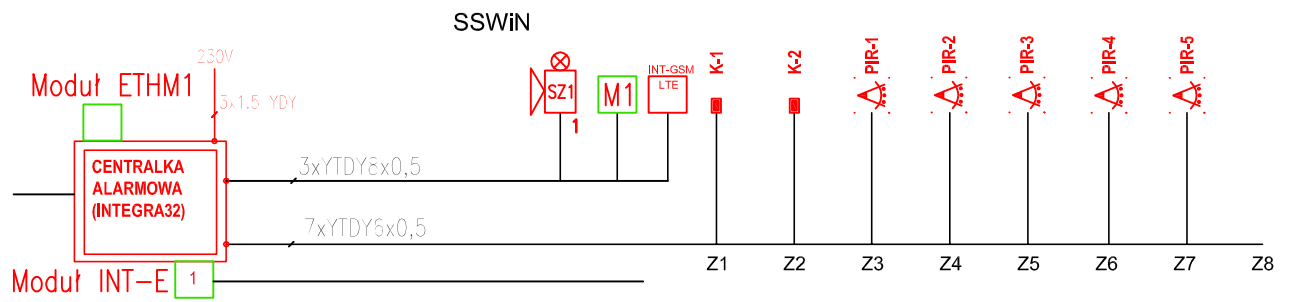 SSWiN
230V
3x1.5 YDY
Moduł ETHM1
CENTRALKA
ALARMOWA
(INTEGRA32)
3xYTDY8x0,5
7xYTDY6x0,5
Moduł INT-E
1
SZ1
1
M1
INT-GSM
LTE
K-1
K-2
PIR-1
PIR-2
PIR-3
PIR-4
PIR-5
Z1
Z2
Z3
Z4
Z5
Z6
Z7
Z8